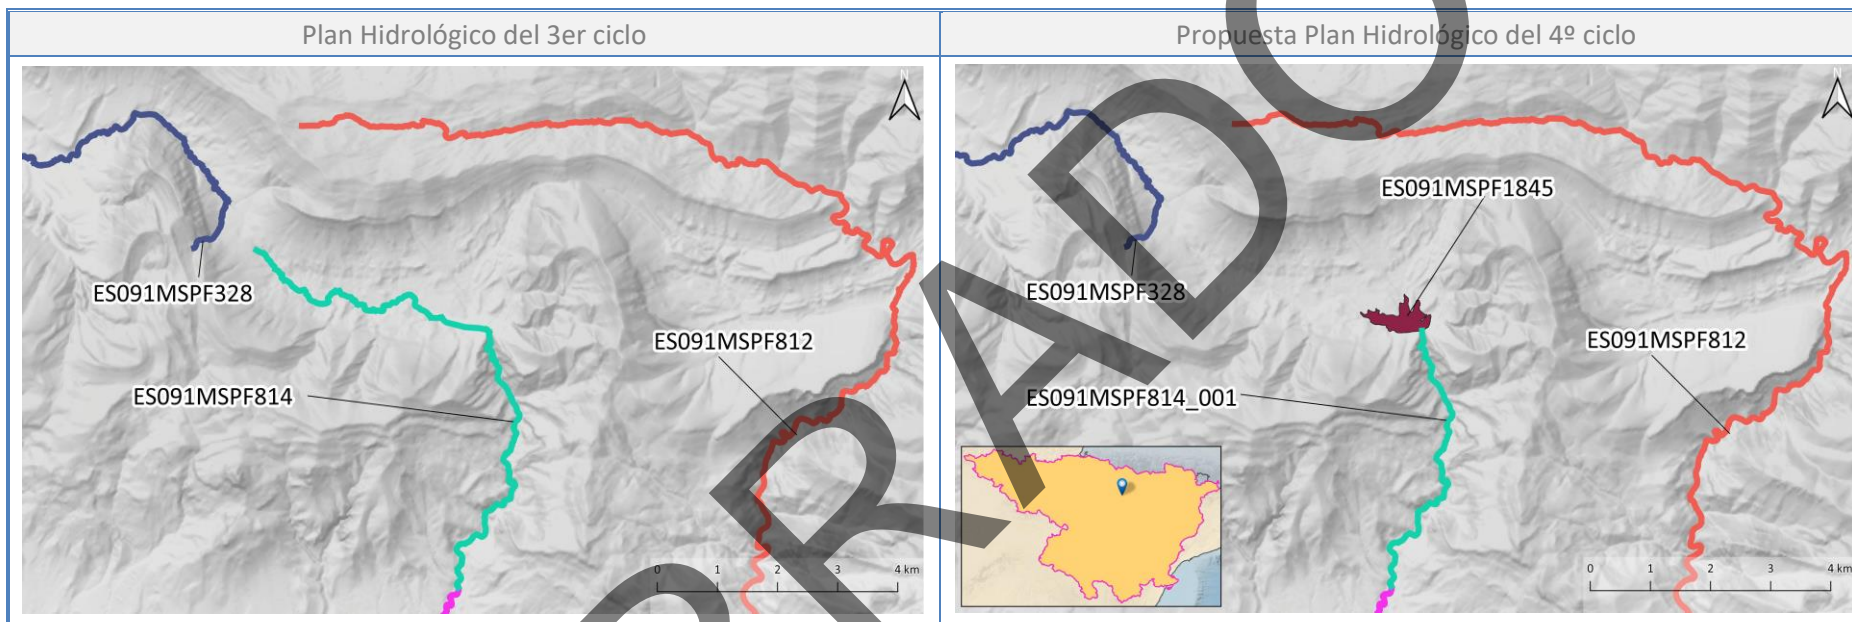 Plan Hidrológico del 3er ciclo
Propuesta Plan Hidrológico del 4º ciclo
N
ES091MSPF328
ES091MSPF812
ES091MSPF814
0 1 2 3 4 km
N
ES091MSPF1845
ES091MSPF328
ES091MSPF812
ES091MSPF814_001
0 1 2 3 4 km
RADO